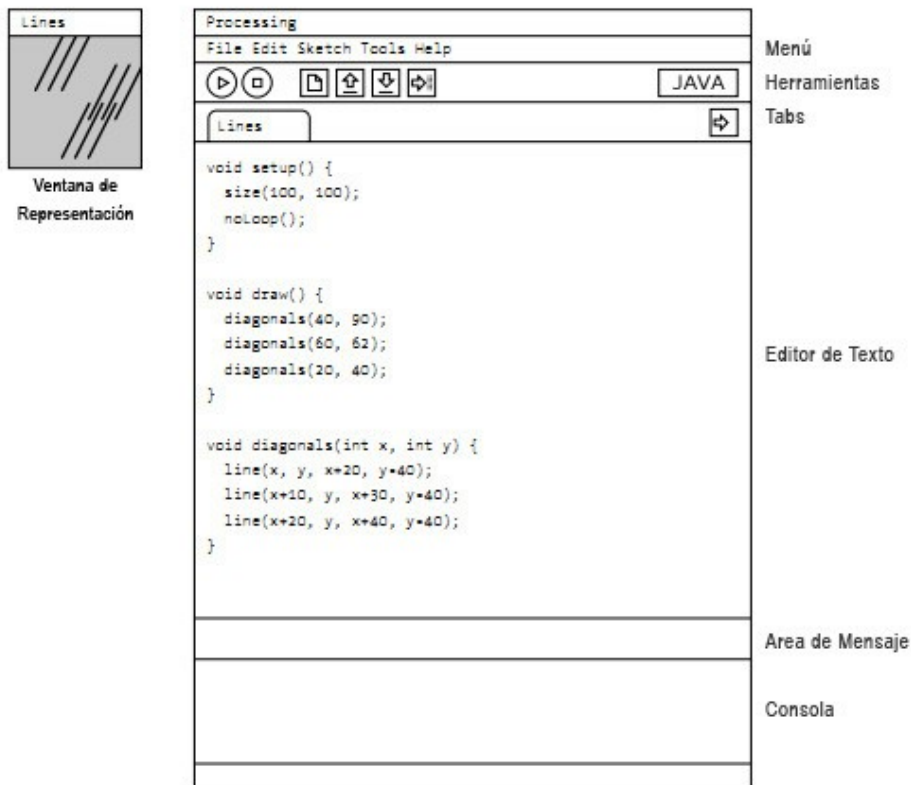 Lines
Ventana de
Representación
Processing
File Edit Sketch Tools Help
Menú
JAVA
Herramientas
Lines
Tabs
void setup() {
  size(100, 100);
  noLoop();
}
void draw() {
  diagonals(40, 90);
  diagonals(60, 62);
  diagonals(20, 40);
}
Editor de Texto
void diagonals(int x, int y) {
  line(x, y, x+20, y-40);
  line(x+10, y, x+30, y-40);
  line(x+20, y, x+40, y-40);
}
Area de Mensaje
Consola